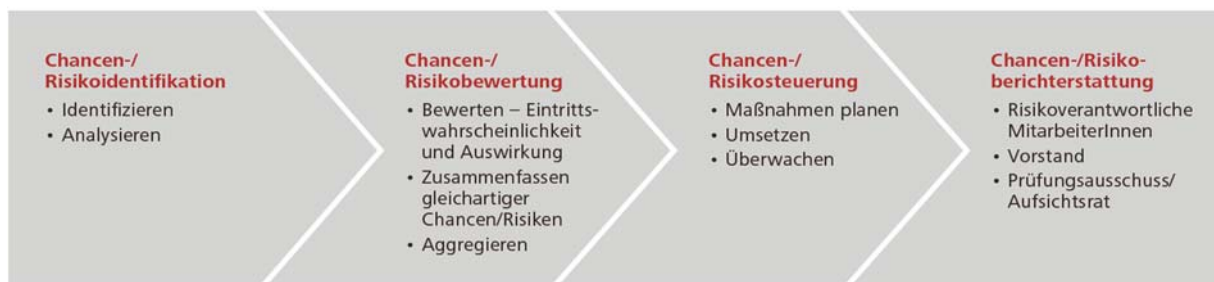 Chancen-/
Risikoidentifikation
• Identifizieren
• Analysieren
Chancen-/
Risikobewertung
• Bewerten – Eintritts-
wahrscheinlichkeit
und Auswirkung
• Zusammenfassen
gleichartiger
Chancen/Risiken
• Aggregieren
Chancen-/
Risikosteuerung
• Maßnahmen planen
• Umsetzen
• Überwachen
Chancen-/Risiko-
berichterstattung
• Risikoverantwortliche
MitarbeiterInnen
• Vorstand
• Prüfungsausschuss/
Aufsichtsrat